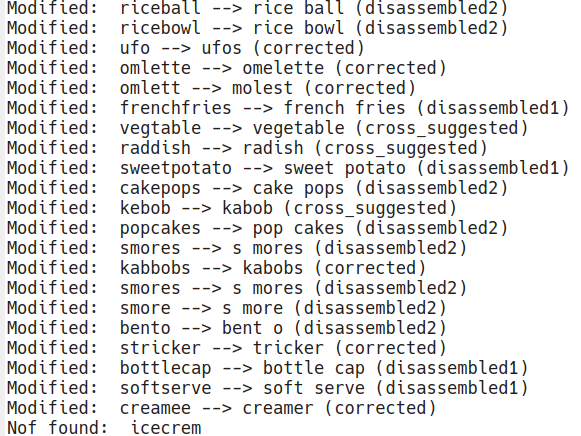 Modified:  riceball --> rice ball (disassembled2)
Modified:  ricebowl --> rice bowl (disassembled2)
Modified:  ufo --> ufos (corrected)
Modified:  omlette --> omelette (corrected)
Modified:  omlett --> molest (corrected)
Modified:  frenchfries --> french fries (disassembled1)
Modified:  vegtable --> vegetable (cross_suggested)
Modified:  raddish --> radish (cross_suggested)
Modified:  sweetpotato --> sweet potato (disassembled1)
Modified:  cakepops --> cake pops (disassembled2)
Modified:  kebob --> kabob (cross_suggested)
Modified:  popcakes --> pop cakes (disassembled2)
Modified:  smores --> s mores (disassembled2)
Modified:  kabbobs --> kabobs (corrected)
Modified:  smores --> s mores (disassembled2)
Modified:  smore --> s more (disassembled2)
Modified:  bento --> bent o (disassembled2)
Modified:  stricker --> tricker (corrected)
Modified:  bottlecap --> bottle cap (disassembled1)
Modified:  softserve --> soft serve (disassembled1)
Modified:  creamee --> creamer (corrected)
Nof found:  icecrem